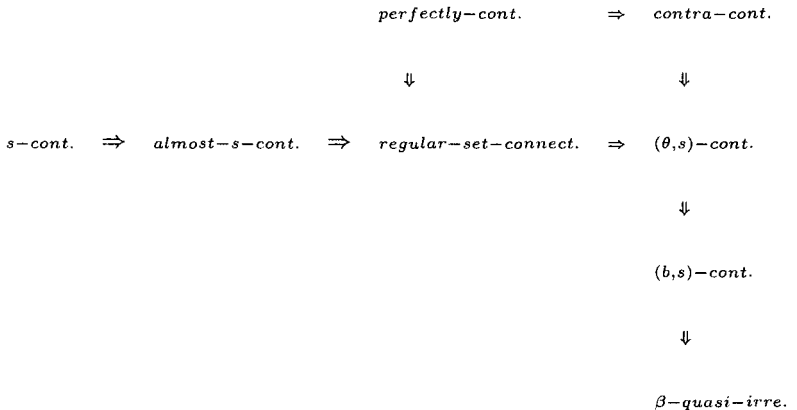 perfectly−cont. ⇒ contra−cont.
⇓ ⇓
s−cont. ⇒ almost−s−cont. ⇒ regular−set−connect. ⇒ (θ,s)−cont.
⇓
(b,s)−cont.
⇓
β−quasi−irre.